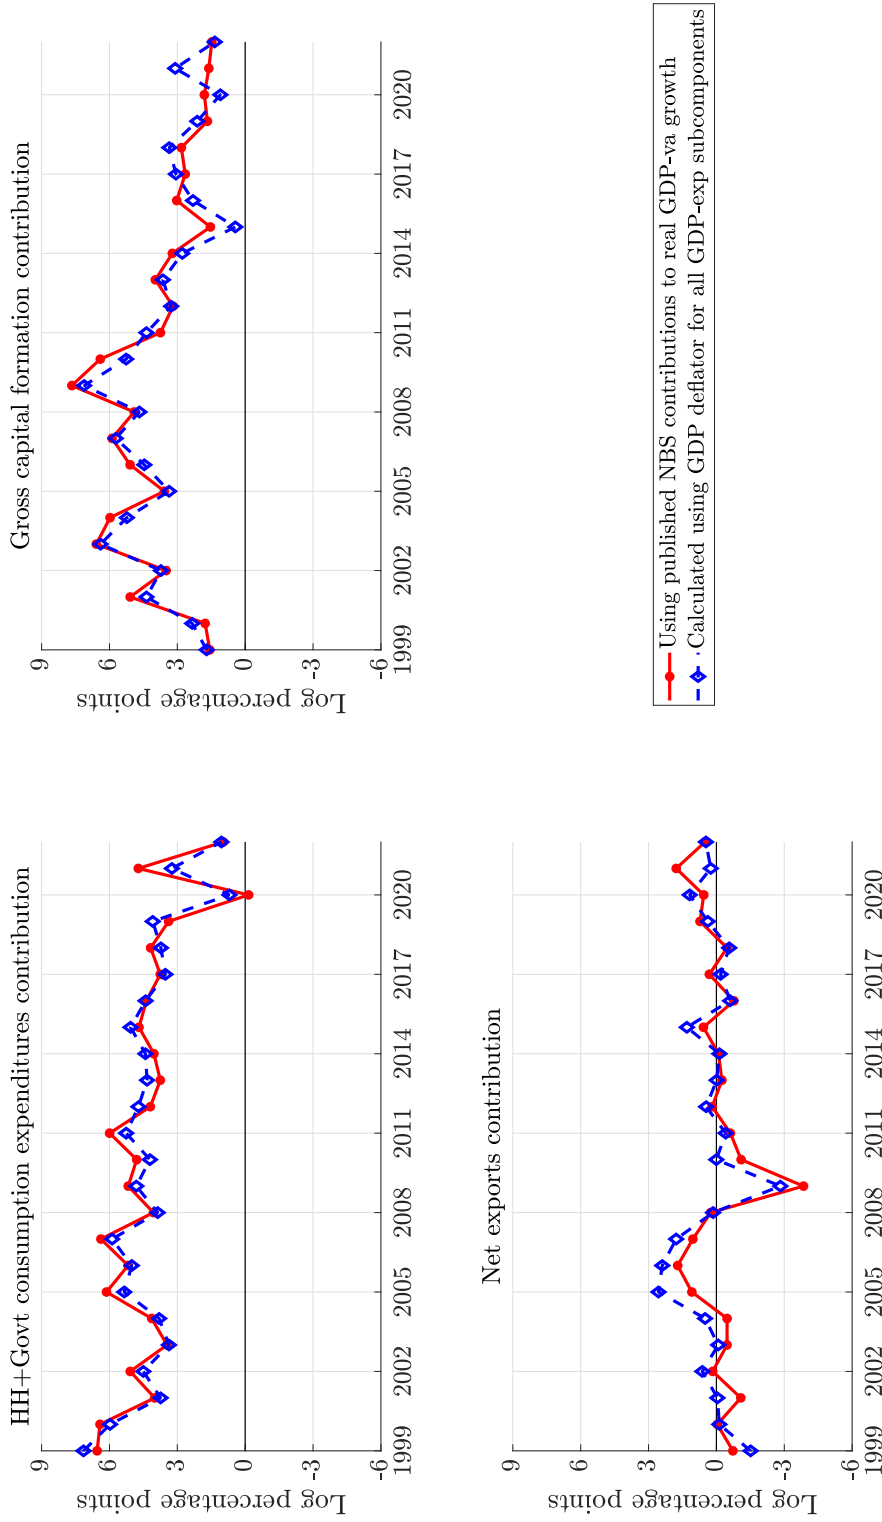 HH+Govt consumption expenditures contribution
Log percentage points
9
6
3
0
-3
-6
1999 2002 2005 2008 2011 2014 2017 2020
Gross capital formation contribution
Log percentage points
9
6
3
0
-3
-6
1999 2002 2005 2008 2011 2014 2017 2020
Net exports contribution
Log percentage points
9
6
3
0
-3
-6
1999 2002 2005 2008 2011 2014 2017 2020
Using published NBS contributions to real GDP-va growth
Calculated using GDP deflator for all GDP-exp subcomponents